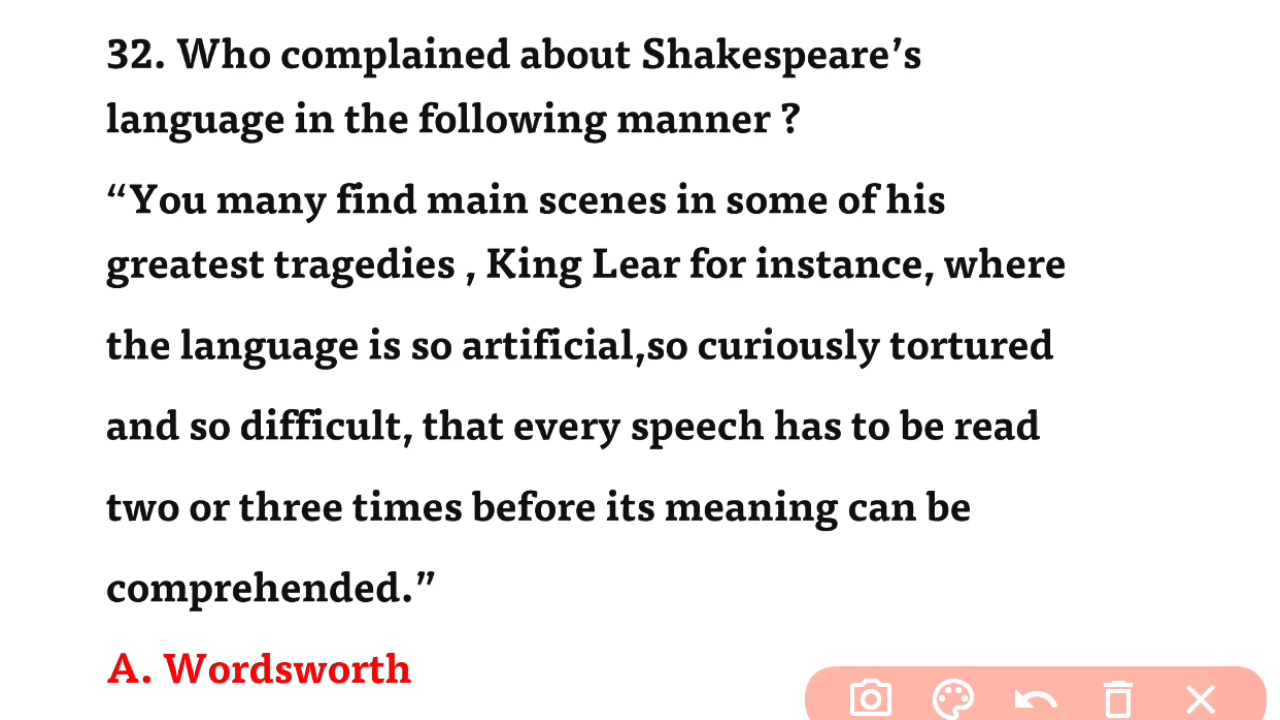 32. Who complained about Shakespeare’s
language in the following manner ?
“You many find main scenes in some of his
greatest tragedies , King Lear for instance, where
the language is so artificial,so curiously tortured
and so difficult, that every speech has to be read
two or three times before its meaning can be
comprehended.”
A. Wordsworth